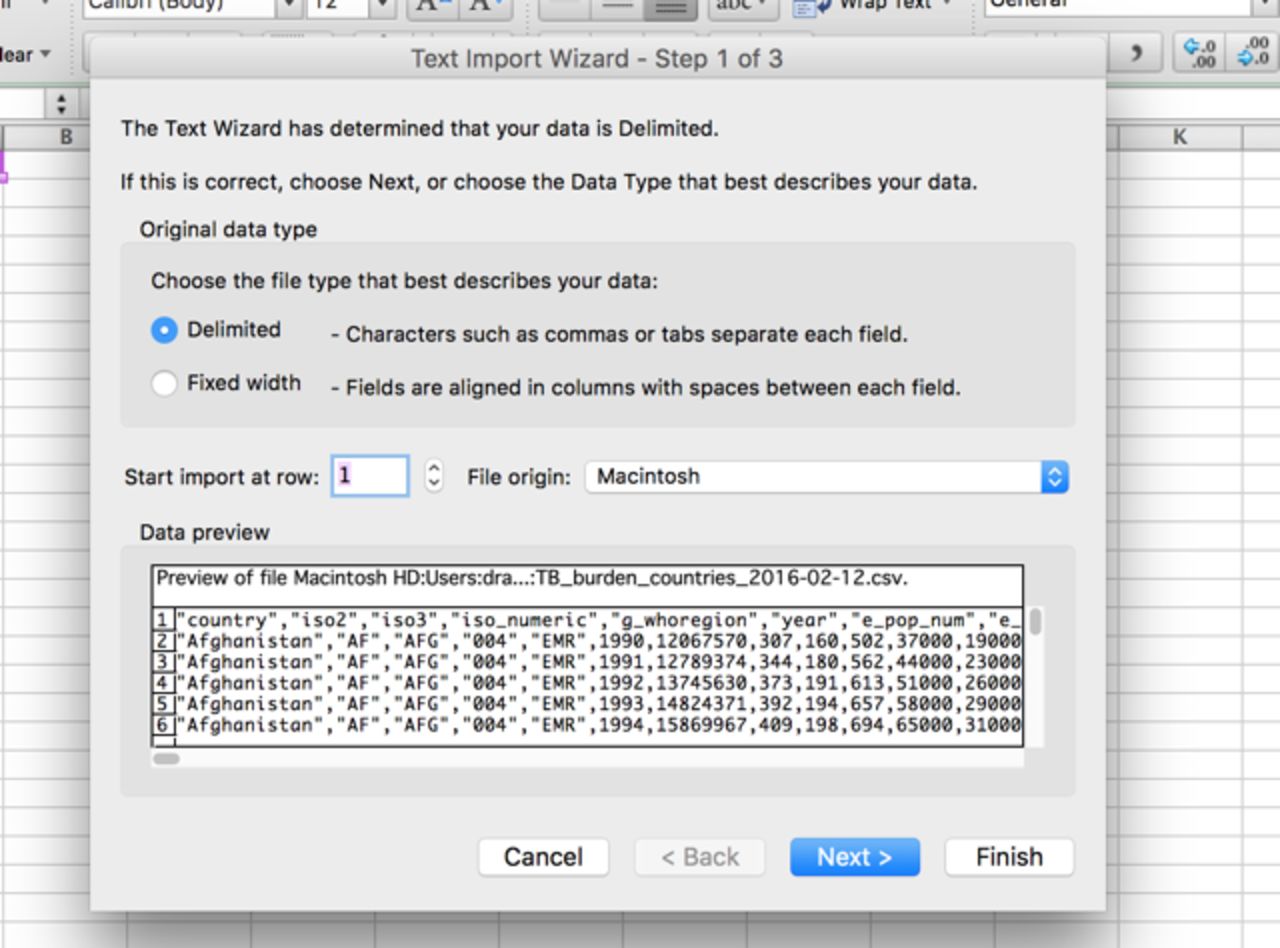 Calibri (Body) 12 A A abc Wrap Text General
.0 .00 .00 .0
B K
Text Import Wizard - Step 1 of 3
The Text Wizard has determined that your data is Delimited.
If this is correct, choose Next, or choose the Data Type that best describes your data.
Original data type
Choose the file type that best describes your data:
Delimited - Characters such as commas or tabs separate each field.
Fixed width - Fields are aligned in columns with spaces between each field.
Start import at row: 1 File origin: Macintosh
Data preview
Preview of file Macintosh HD:Users:dra...:TB_burden_countries_2016-02-12.csv.
1 "country","iso2","iso3","iso_numeric","g_whoregion","year","e_pop_num","e_
2 "Afghanistan","AF","AFG","004","EMR",1990,12067570,307,160,502,37000,19000
3 "Afghanistan","AF","AFG","004","EMR",1991,12789374,344,180,562,44000,23000
4 "Afghanistan","AF","AFG","004","EMR",1992,13745630,373,191,613,51000,26000
5 "Afghanistan","AF","AFG","004","EMR",1993,14824371,392,194,657,58000,29000
6 "Afghanistan","AF","AFG","004","EMR",1994,15869967,409,198,694,65000,31000
Cancel < Back Next > Finish